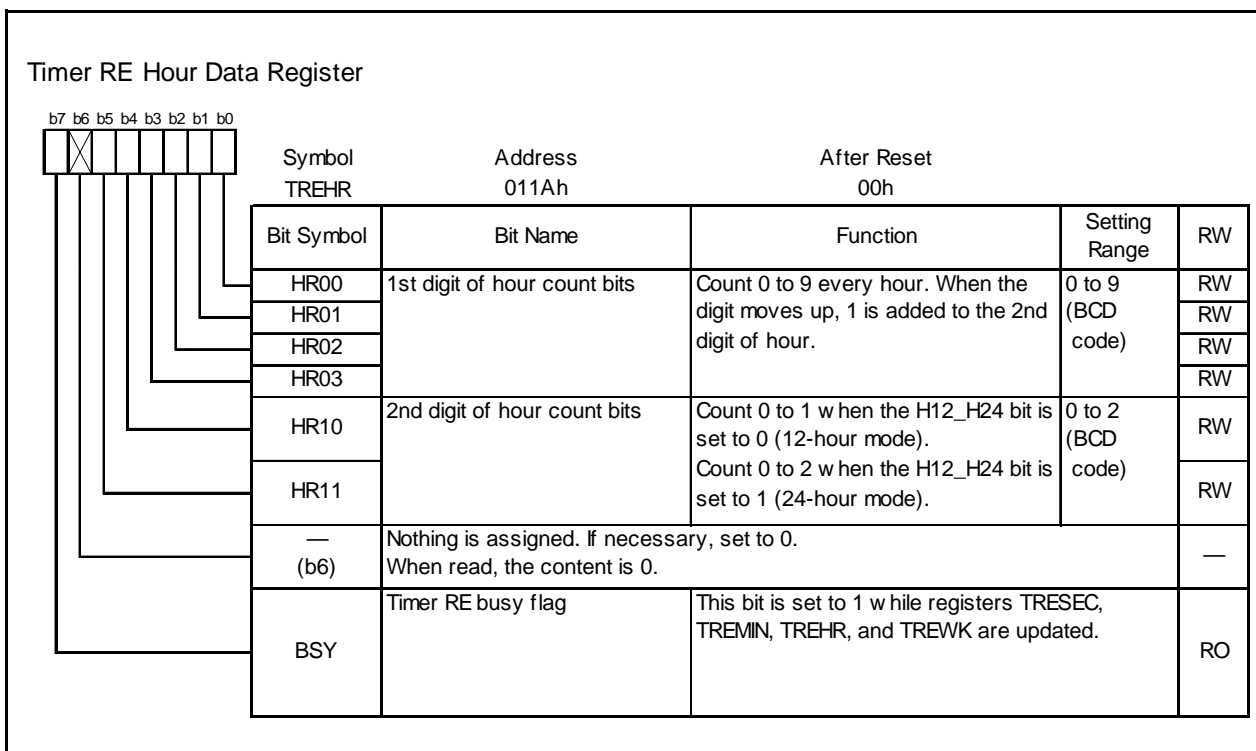 Timer RE Hour Data Register
b7 b6 b5 b4 b3 b2 b1 b0
Symbol Address After Reset
TREHR 011Ah 00h
Bit Symbol Bit Name Function Setting Range RW
HR00 1st digit of hour count bits Count 0 to 9 every hour. When the 0 to 9 RW
HR01 digit moves up, 1 is added to the 2nd (BCD RW
HR02 digit of hour. code) RW
HR03 RW
HR10 2nd digit of hour count bits Count 0 to 1 w hen the H12_H24 bit is 0 to 2 RW
set to 0 (12-hour mode). (BCD
HR11 Count 0 to 2 w hen the H12_H24 bit is code) RW
set to 1 (24-hour mode).
— Nothing is assigned. If necessary, set to 0. —
(b6) When read, the content is 0.
Timer RE busy flag This bit is set to 1 w hile registers TRESEC,
TREMIN, TREHR, and TREWK are updated.
BSY RO